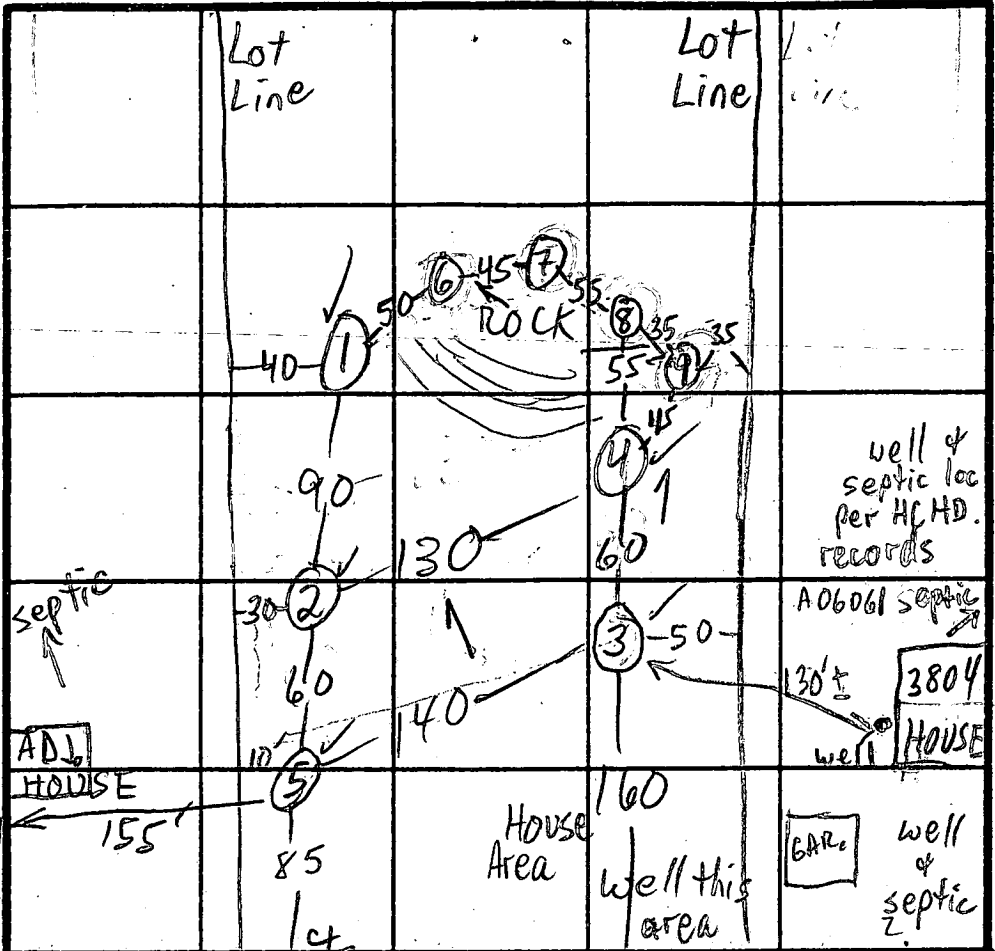 Lot
Line
Lot
Line
6
45
7
50
55
ROCK
8
1
35
35
40
55
9
45
4
90
well &
septic loc
per HCHD.
records
130
60
septic
A06061 septic
2
30
3
50
60
130'±
3804
HOUSE
140
well
ADJ.
HOUSE
10'
5
155'
160
House
Area
85
well this
area
GAR.
well
&
septic
?